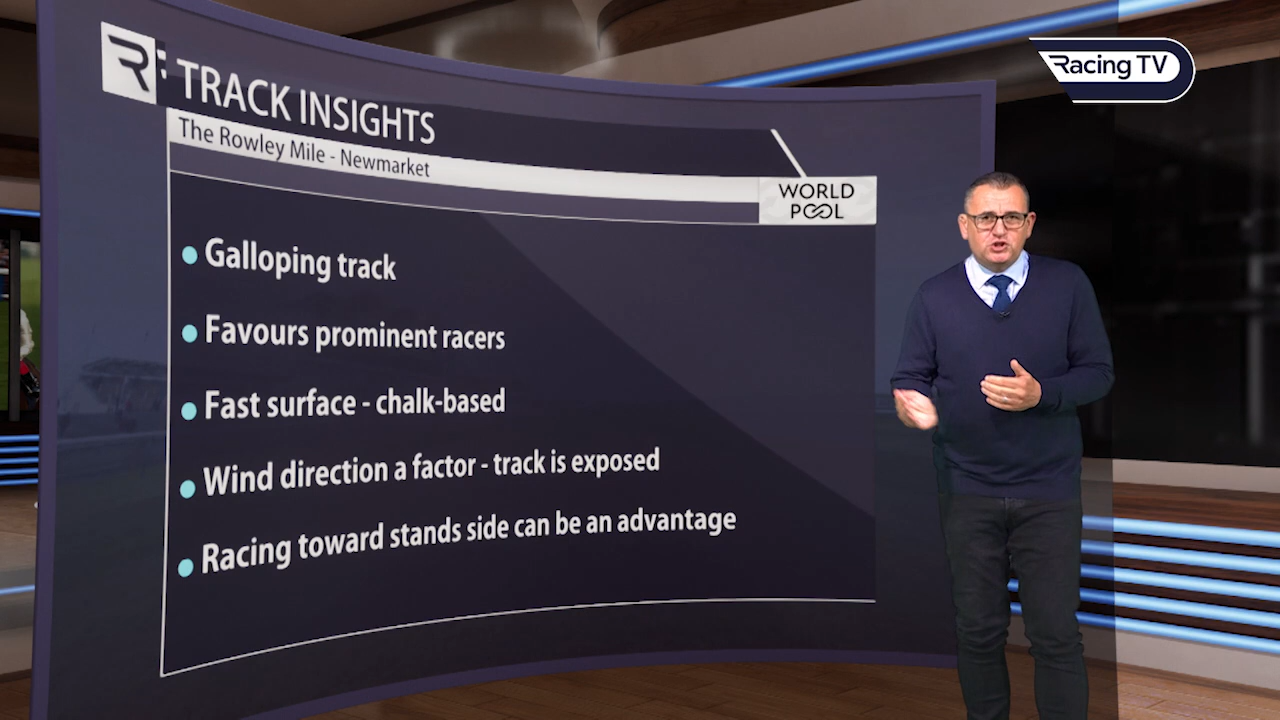 Racing TV
R
TRACK INSIGHTS
The Rowley Mile - Newmarket
WORLD
POOL
Galloping track
Favours prominent racers
Fast surface - chalk-based
Wind direction a factor - track is exposed
Racing toward stands side can be an advantage